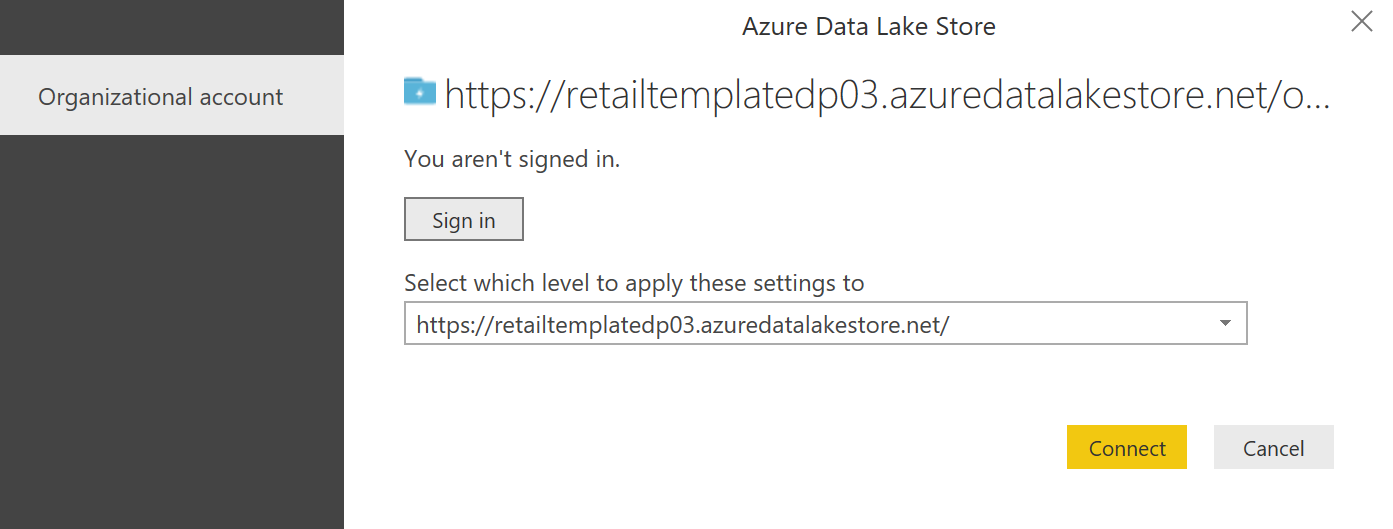 Azure Data Lake Store
Organizational account
https://retailtemplatedp03.azuredatalakestore.net/o...
You aren't signed in.
Sign in
Select which level to apply these settings to
https://retailtemplatedp03.azuredatalakestore.net/
Connect
Cancel